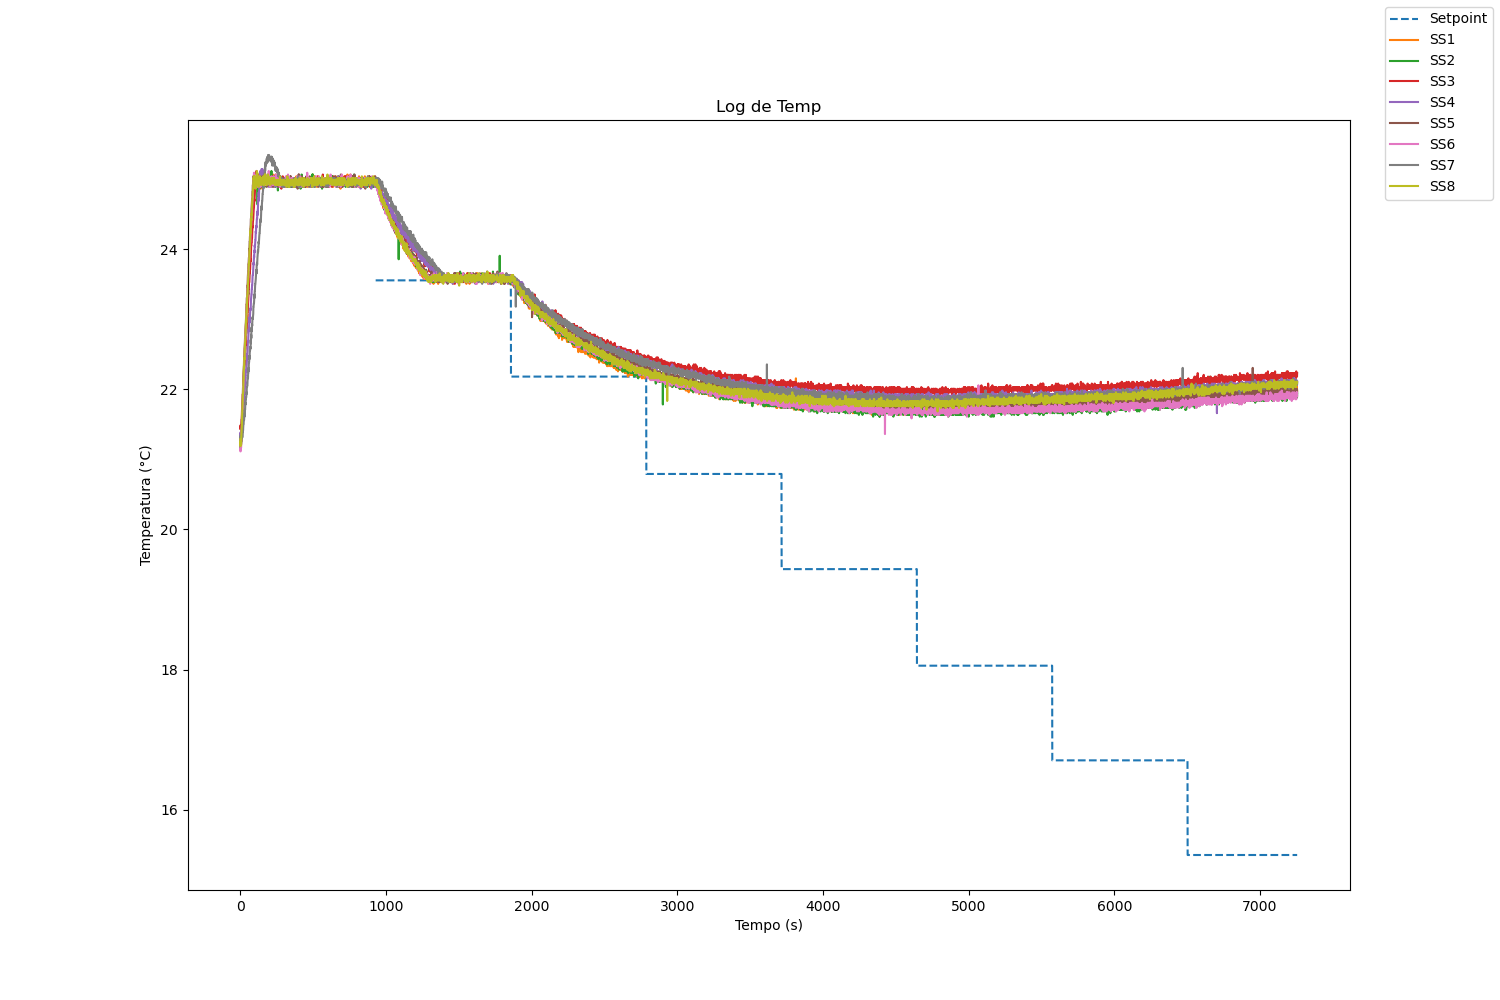 Setpoint
SS1
SS2
SS3
SS4
SS5
SS6
SS7
SS8
Log de Temp
Temperatura (°C)
24
22
20
18
16
0 1000 2000 3000 4000 5000 6000 7000
Tempo (s)